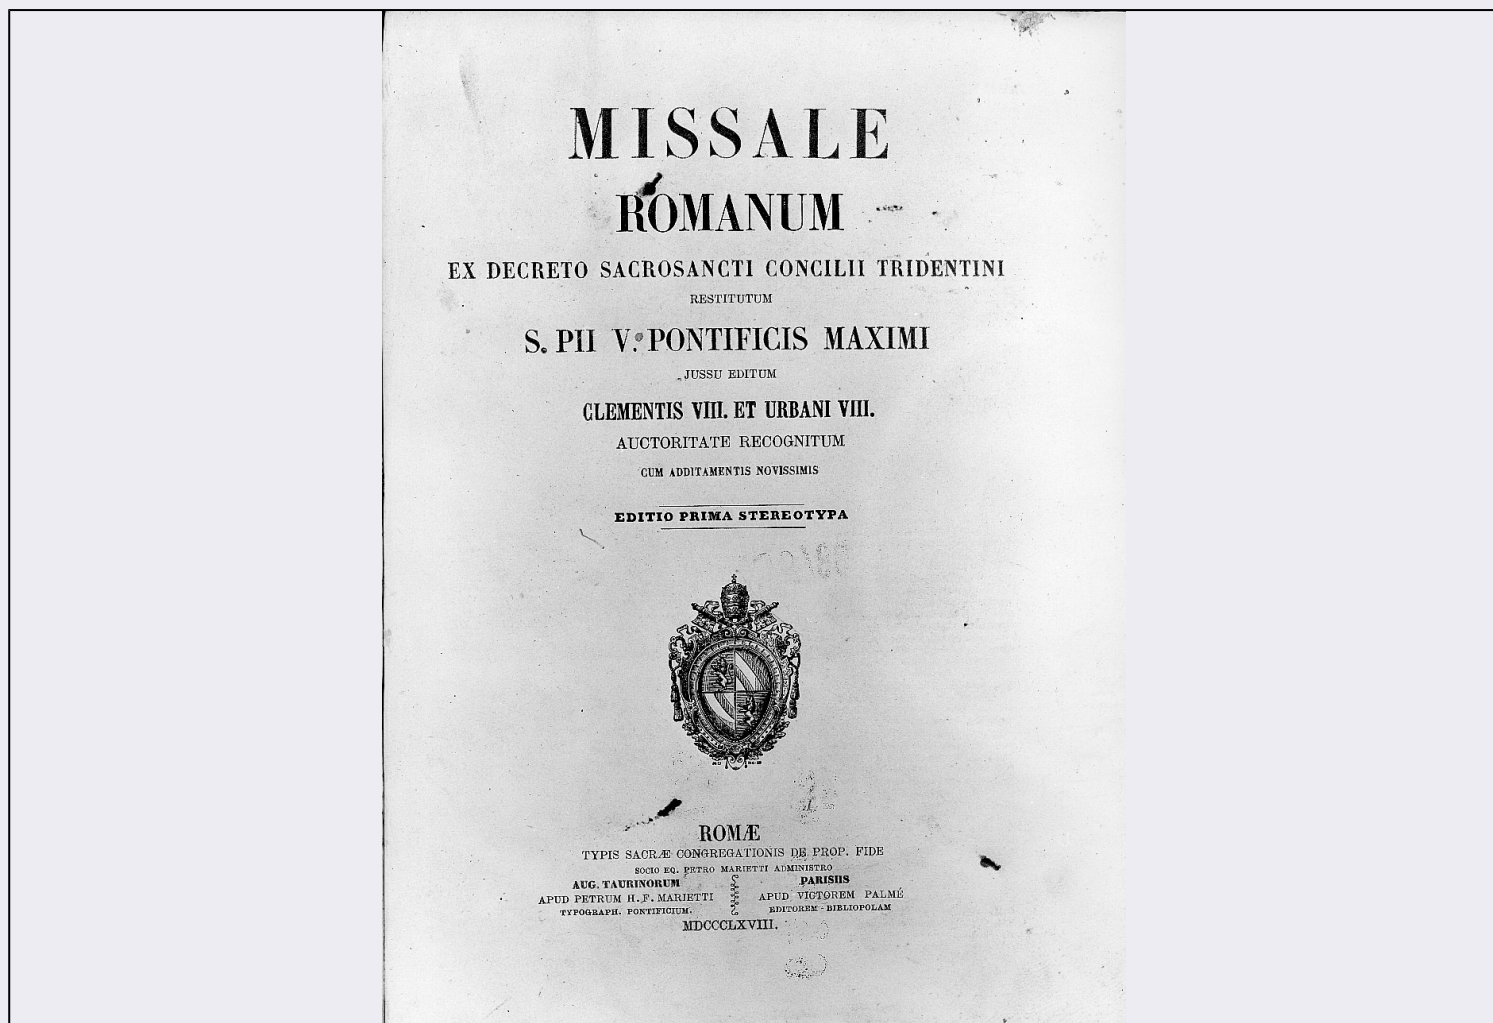 MISSALE
ROMANUM
EX DECRETO SACROSANCTI CONCILII TRIDENTINI
RESTITUTUM
S. PII V. PONTIFICIS MAXIMI
JUSSU EDITUM
CLEMENTIS VIII. ET URBANI VIII.
AUCTORITATE RECOGNITUM
CUM ADDITAMENTIS NOVISSIMIS
EDITIO PRIMA STEREOTYPA
ROMÆ
TYPIS SACRÆ CONGREGATIONIS DE PROP. FIDE
SOCIO EQ. PETRO MARIETTI ADMINISTRO
AUG. TAURINORUM
APUD PETRUM H. F. MARIETTI
TYPOGRAPH. PONTIFICIUM.
PARISIIS
APUD VICTOREM PALMÉ
EDITOREM - BIBLIOPOLAM
MDCCCLXVIII.